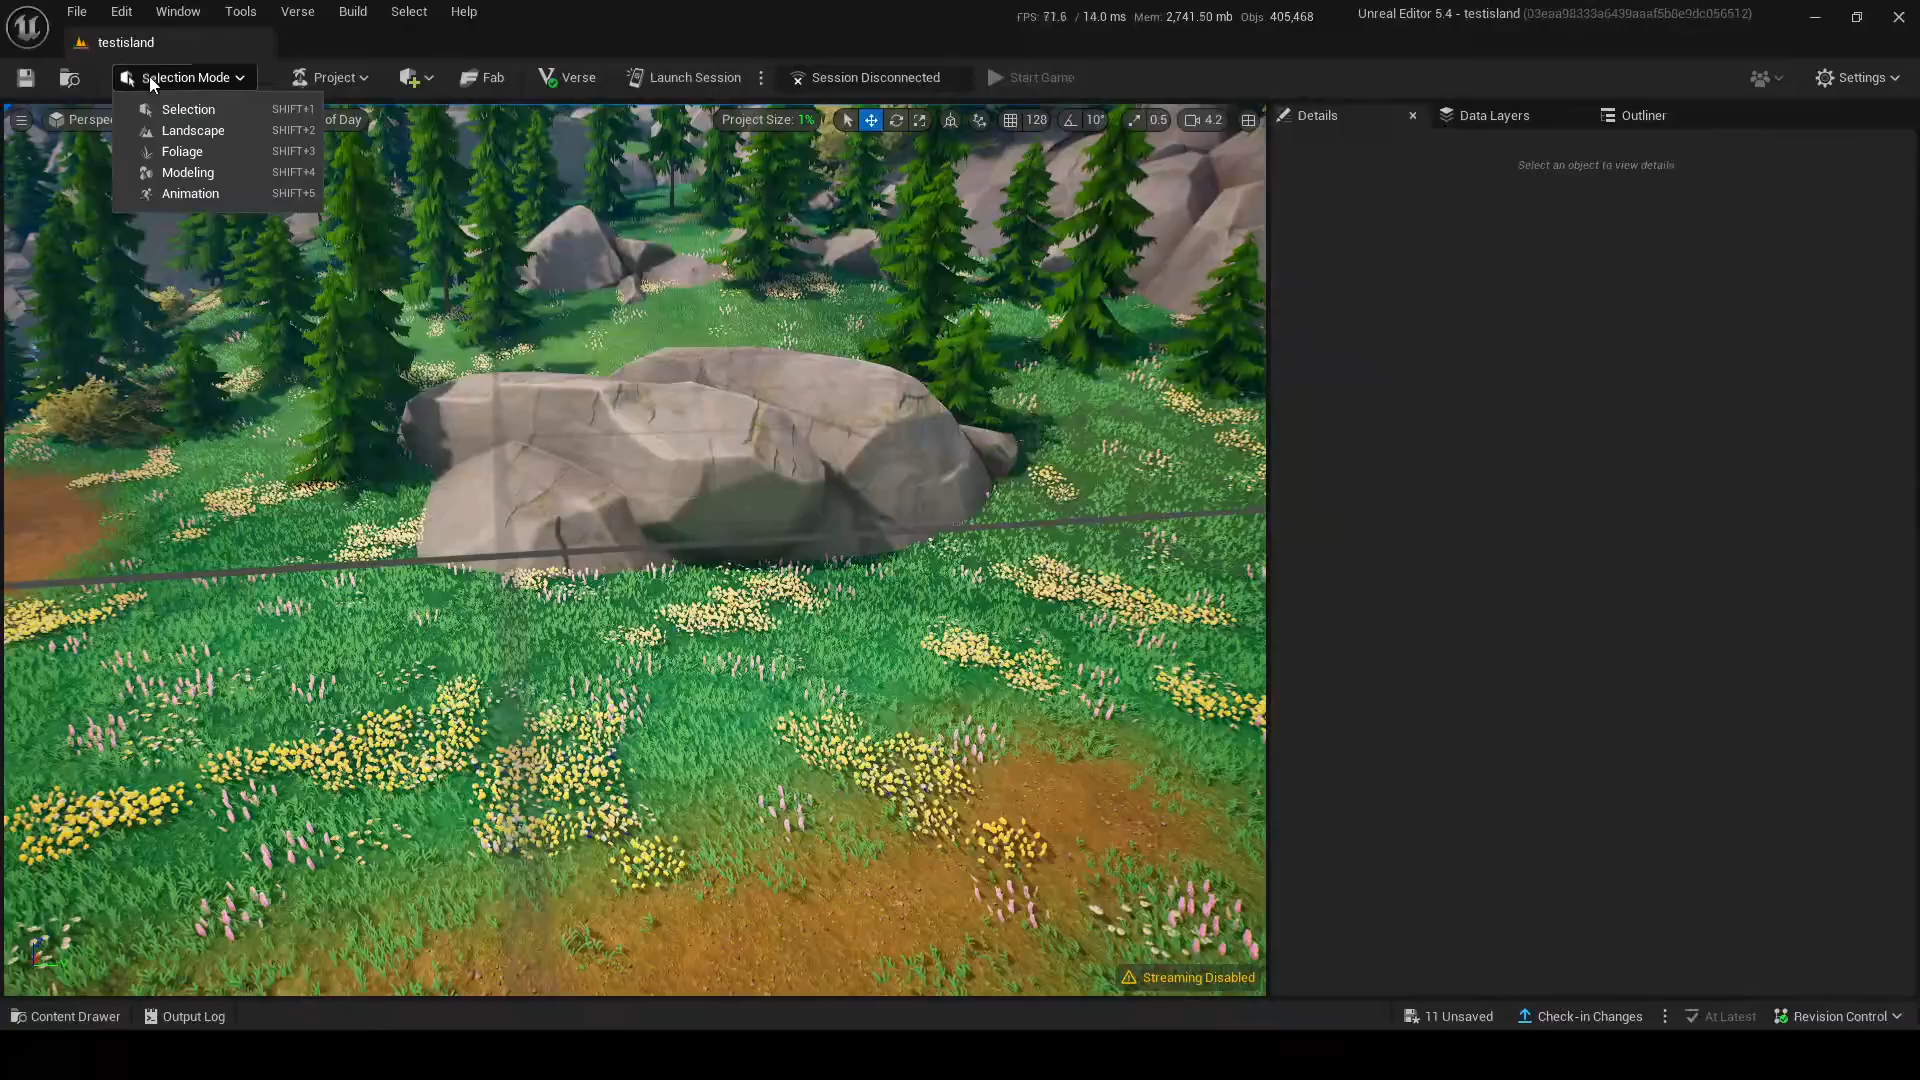 File Edit Window Tools Verse Build Select Help
FPS: 71.6 / 14.0 ms Mem: 2,741.50 mb Objs: 405,468
Unreal Editor 5.4 - testisland (03eaa98333a6439aaaf5b8e9dc056512)
testisland
Selection Mode Project Fab Verse Launch Session Session Disconnected Start Game Settings
Selection SHIFT+1
Landscape SHIFT+2
Foliage SHIFT+3
Modeling SHIFT+4
Animation SHIFT+5
Perspe of Day Project Size: 1% 128 10° 0.5 4.2
Details Data Layers Outliner
Select an object to view details
Streaming Disabled
Content Drawer Output Log 11 Unsaved Check-in Changes At Latest Revision Control